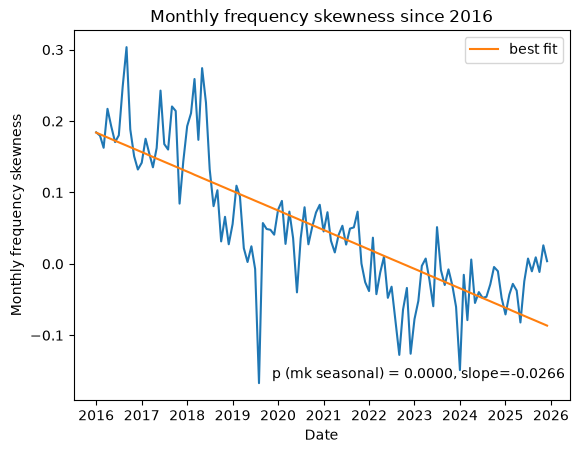 Monthly frequency skewness since 2016
best fit
Monthly frequency skewness
0.3
0.2
0.1
0.0
−0.1
p (mk seasonal) = 0.0000, slope=-0.0266
2016 2017 2018 2019 2020 2021 2022 2023 2024 2025 2026
Date